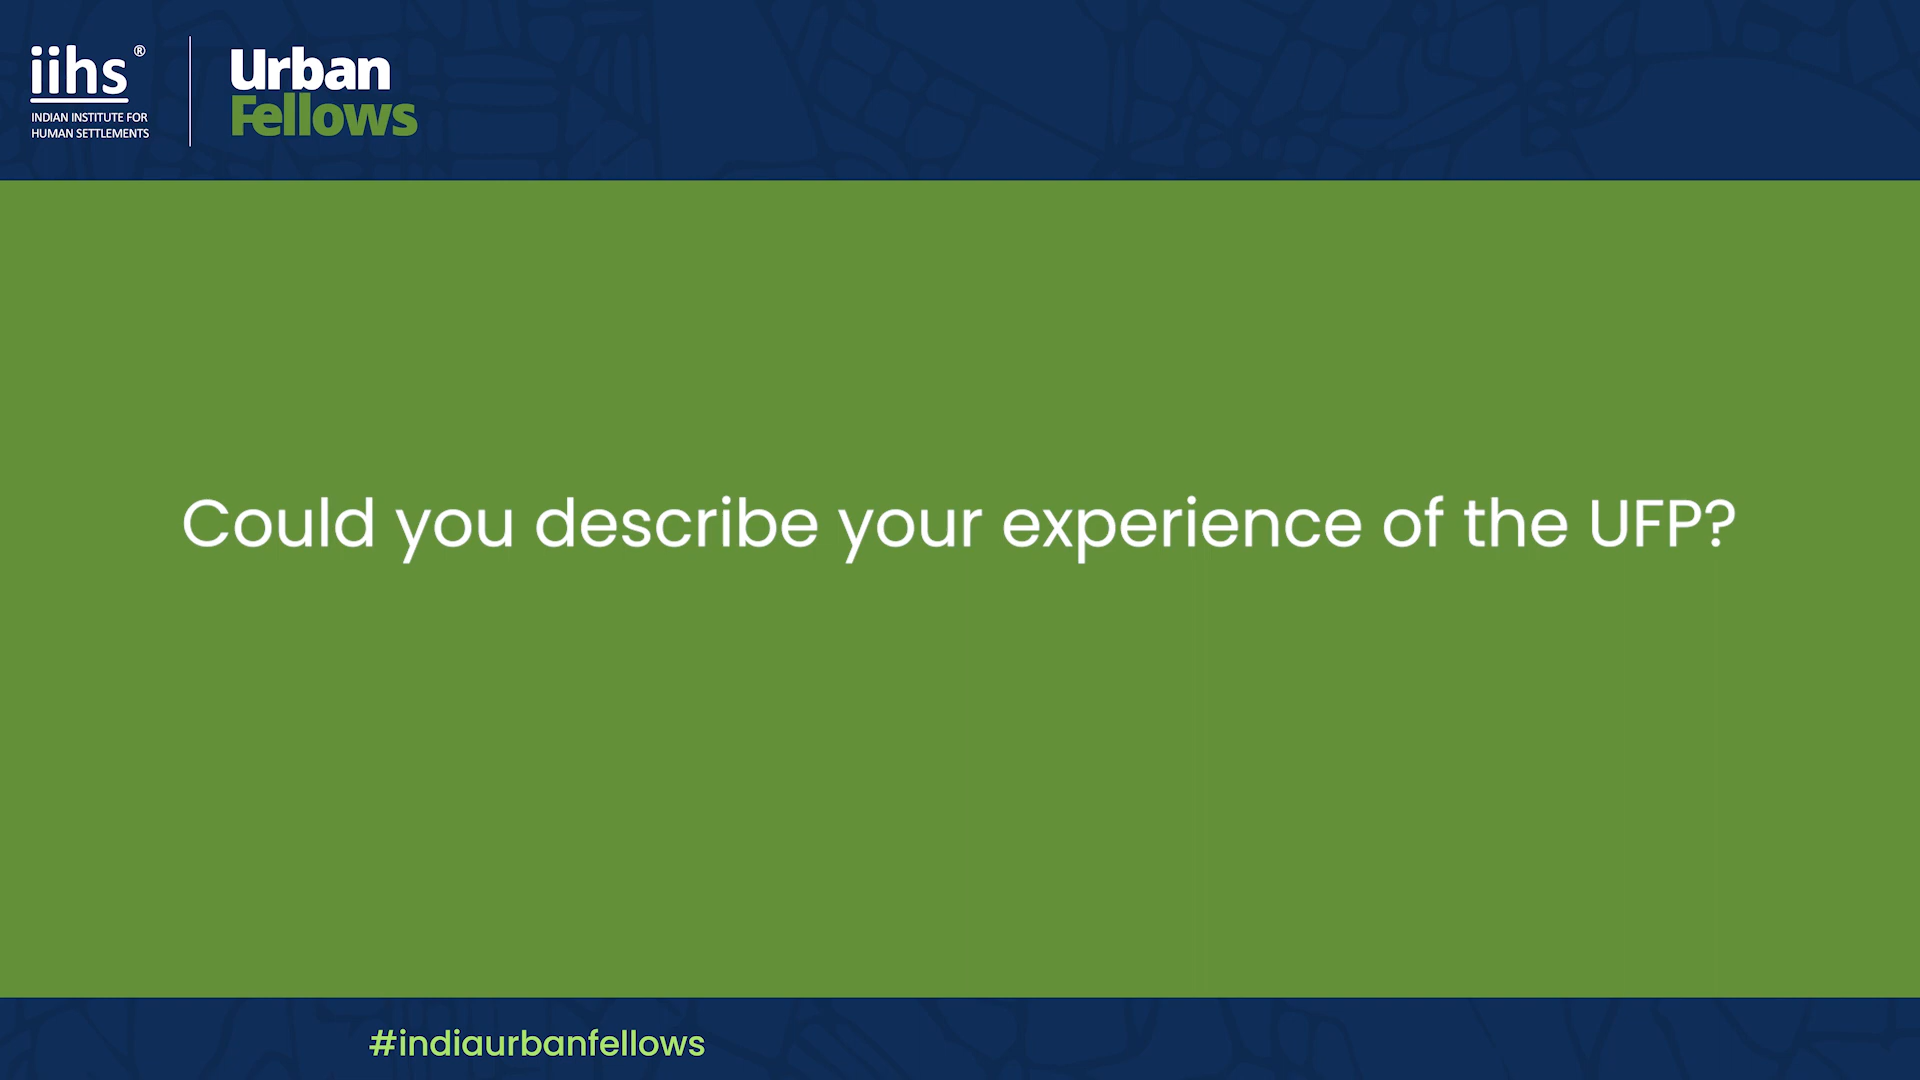 iihs®
INDIAN INSTITUTE FOR
HUMAN SETTLEMENTS
Urban
Fellows
Could you describe your experience of the UFP?
#indiaurbanfellows